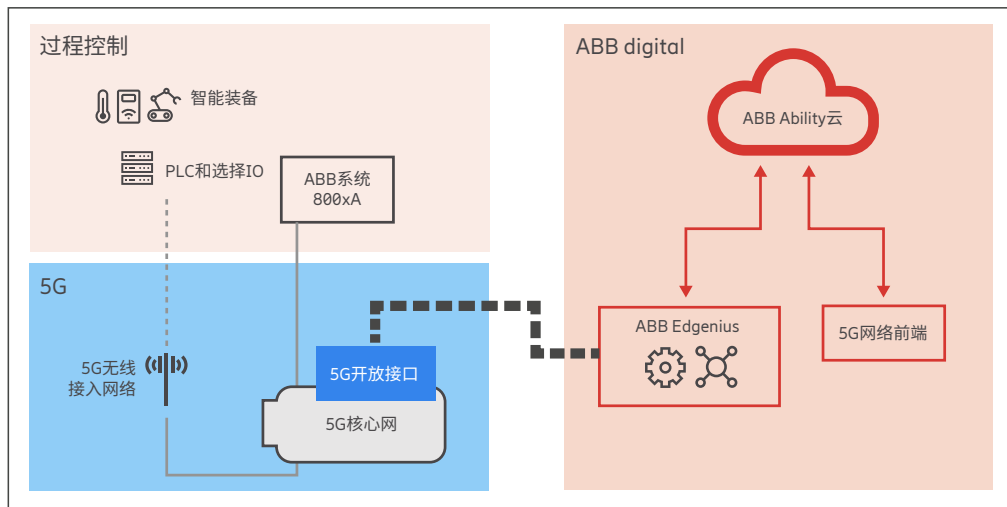 过程控制
智能装备
PLC和选择IO
ABB系统
800xA
5G
5G无线
接入网络
5G开放接口
5G核心网
ABB digital
ABB Ability云
ABB Edgenius
5G网络前端